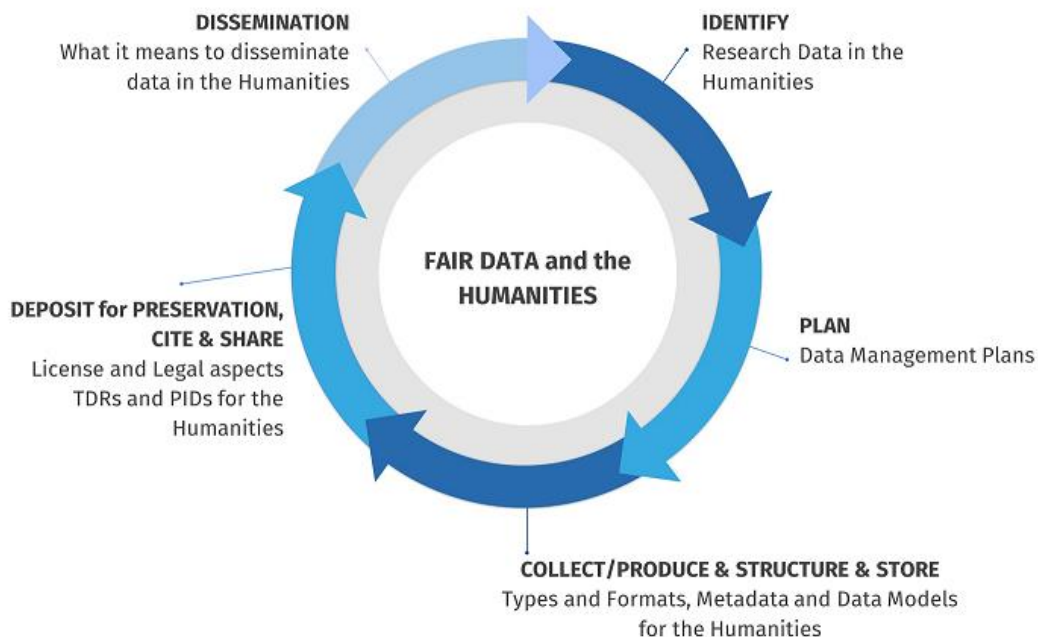 DISSEMINATION
What it means to disseminate
data in the Humanities
IDENTIFY
Research Data in the
Humanities
FAIR DATA and the
HUMANITIES
PLAN
Data Management Plans
COLLECT/PRODUCE & STRUCTURE & STORE
Types and Formats, Metadata and Data Models
for the Humanities
DEPOSIT for PRESERVATION,
CITE & SHARE
License and Legal aspects
TDRs and PIDs for the
Humanities